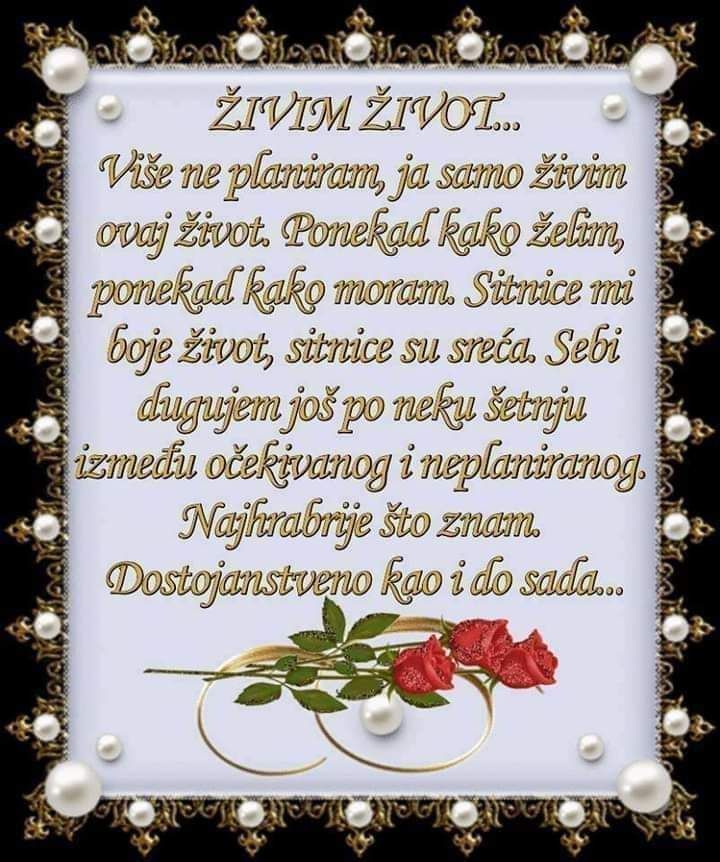 ŽIVIM ŽIVOT...
Više ne planiram, ja samo živim
ovaj život. Ponekad kako želim,
ponekad kako moram. Sitnice mi
boje život, sitnice su sreća. Sebi
dugujem još po neku šetnju
između očekivanog i neplaniranog.
Najhrabrije što znam.
Dostojanstveno kao i do sada...